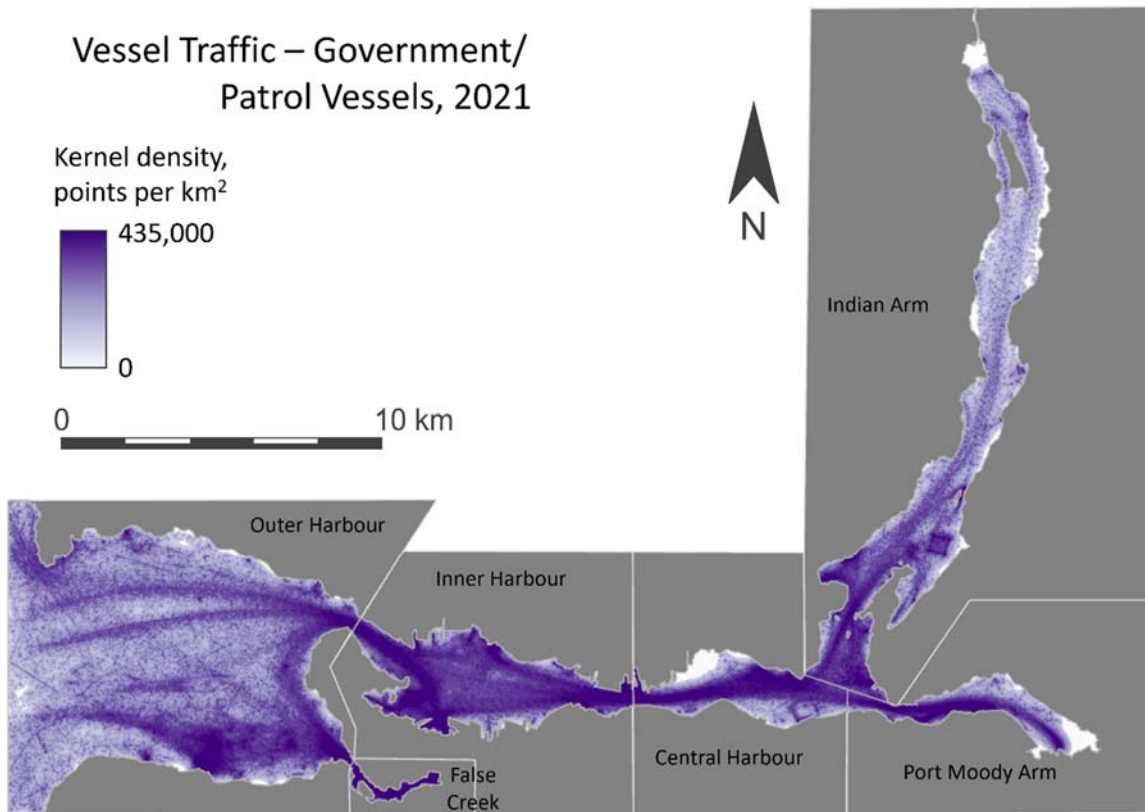 Vessel Traffic – Government/
Patrol Vessels, 2021
Kernel density,
points per km²
435,000
0
0 10 km
N
Indian Arm
Outer Harbour
Inner Harbour
Central Harbour
Port Moody Arm
False
Creek